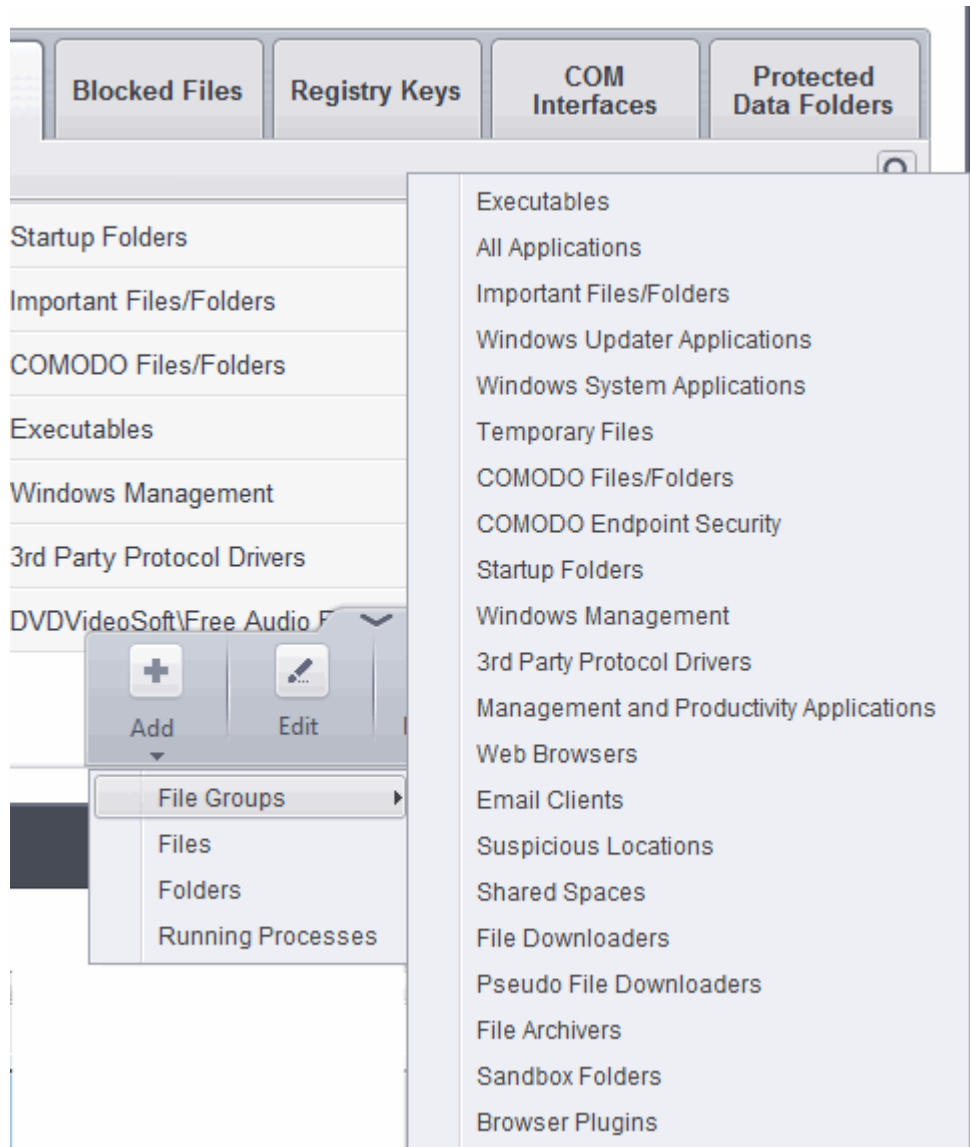 Blocked Files
Registry Keys
COM
Interfaces
Protected
Data Folders
Startup Folders
Important Files/Folders
COMODO Files/Folders
Executables
Windows Management
3rd Party Protocol Drivers
DVDVideoSoft\Free Audio
Add
Edit
File Groups
Files
Folders
Running Processes
Executables
All Applications
Important Files/Folders
Windows Updater Applications
Windows System Applications
Temporary Files
COMODO Files/Folders
COMODO Endpoint Security
Startup Folders
Windows Management
3rd Party Protocol Drivers
Management and Productivity Applications
Web Browsers
Email Clients
Suspicious Locations
Shared Spaces
File Downloaders
Pseudo File Downloaders
File Archivers
Sandbox Folders
Browser Plugins